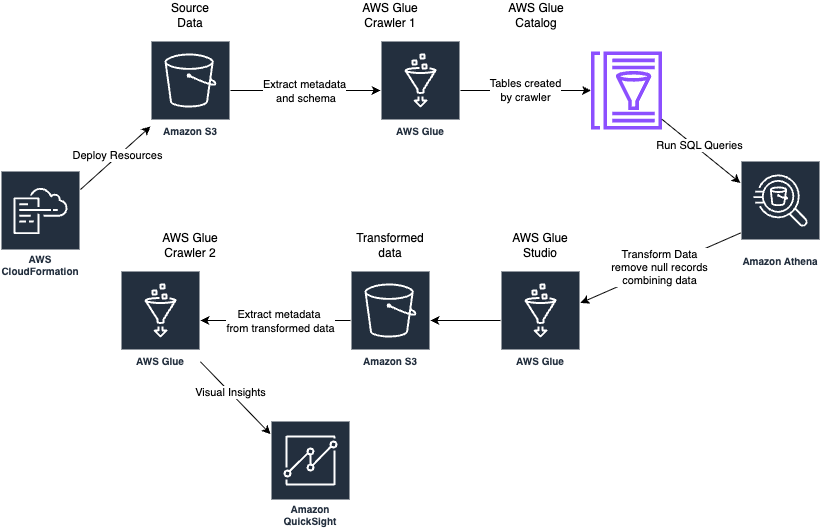 Source
Data
AWS Glue
Crawler 1
AWS Glue
Catalog
Extract metadata
and schema
Tables created
by crawler
Amazon S3
AWS Glue
Run SQL Queries
Deploy Resources
AWS
CloudFormation
Amazon Athena
AWS Glue
Crawler 2
Transformed
data
AWS Glue
Studio
Transform Data
remove null records
combining data
Extract metadata
from transformed data
AWS Glue
Amazon S3
AWS Glue
Visual Insights
Amazon
QuickSight